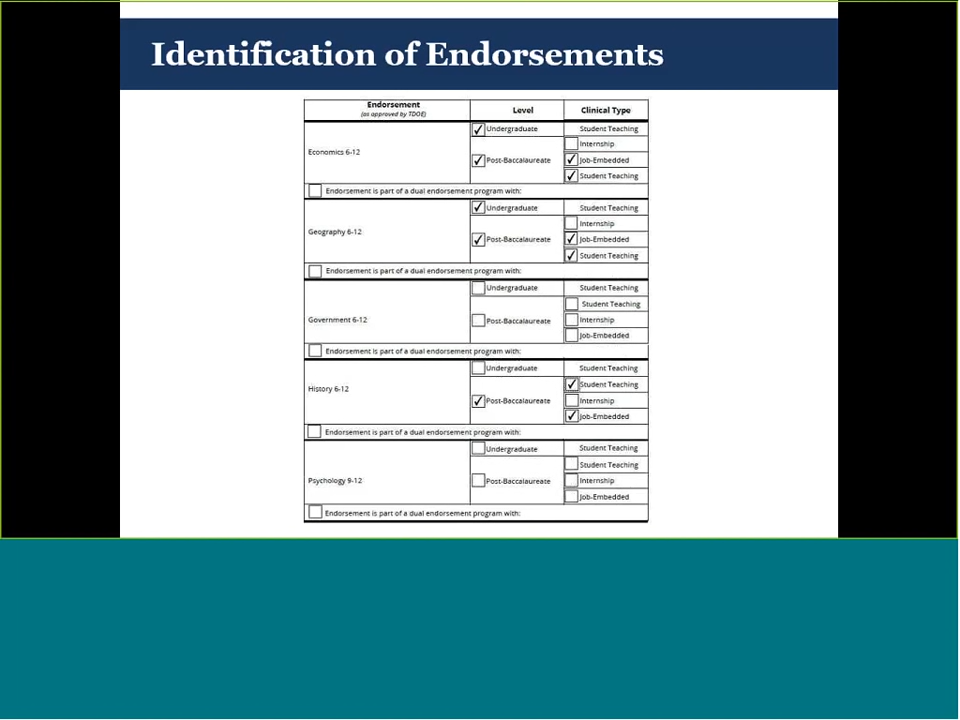 Identification of Endorsements
Endorsement Level Clinical Type
(as approved by TDOE)
Undergraduate Student Teaching
Internship
Economics 6-12
Post-Baccalaureate Job-Embedded
Student Teaching
Endorsement is part of a dual endorsement program with:
Undergraduate Student Teaching
Internship
Geography 6-12
Post-Baccalaureate Job-Embedded
Student Teaching
Endorsement is part of a dual endorsement program with:
Undergraduate Student Teaching
Student Teaching
Government 6-12 Post-Baccalaureate Internship
Job-Embedded
Endorsement is part of a dual endorsement program with:
Undergraduate Student Teaching
Student Teaching
History 6-12
Post-Baccalaureate Internship
Job-Embedded
Endorsement is part of a dual endorsement program with:
Undergraduate Student Teaching
Student Teaching
Psychology 9-12 Post-Baccalaureate Internship
Job-Embedded
Endorsement is part of a dual endorsement program with: